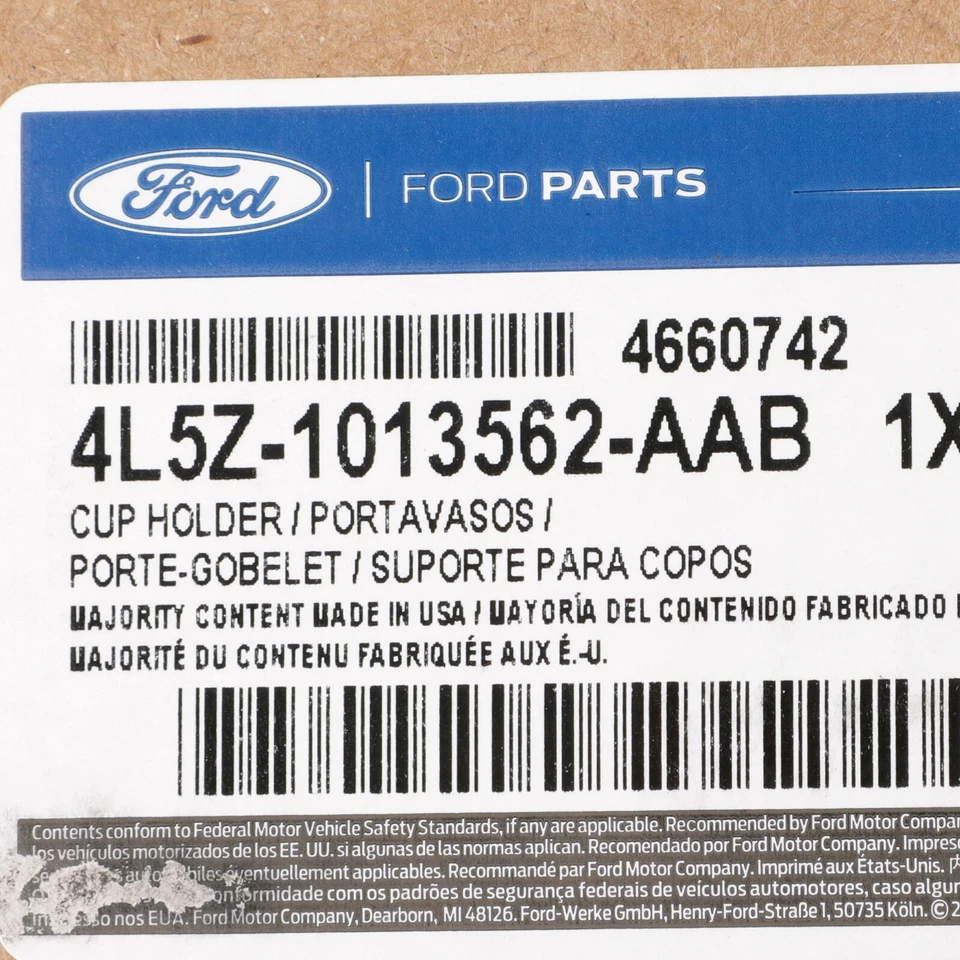 Ford | FORD PARTS
4660742
4L5Z-1013562-AAB 1X
CUP HOLDER / PORTAVASOS /
PORTE-GOBELET / SUPORTE PARA COPOS
MAJORITY CONTENT MADE IN USA / MAYORÍA DEL CONTENIDO FABRICADO
MAJORITÉ DU CONTENU FABRIQUÉE AUX É.-U.
Contents conform to Federal Motor Vehicle Safety Standards, if any are applicable. Recommended by Ford Motor Compan
los vehículos motorizados de los EE. UU. si algunas de las normas aplican. Recomendado por Ford Motor Company. Impreso
éventuellement applicables. Recommandé par Ford Motor Company. Imprimé aux États-Unis. 内
onformidade com os padrões de segurança federais de veículos automotores, caso algum
Impresso nos EUA. Ford Motor Company, Dearborn, MI 48126. Ford-Werke GmbH, Henry-Ford-Straße 1, 50735 Köln. © 2